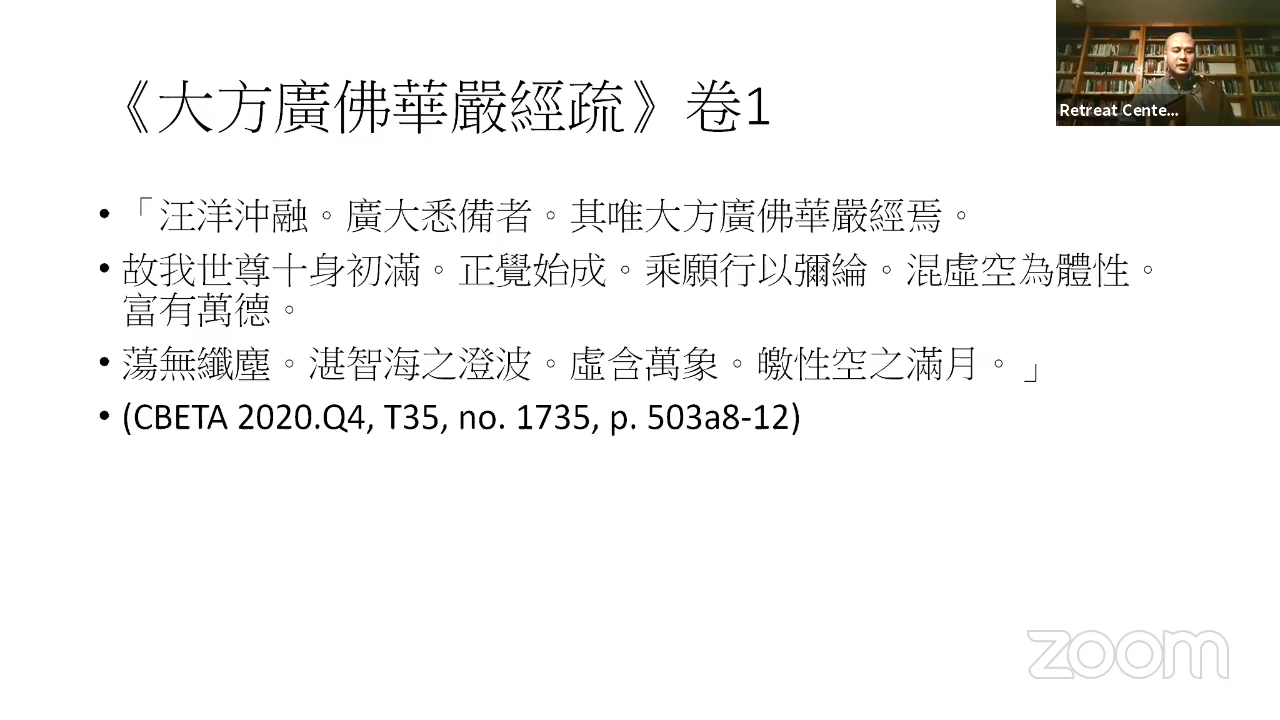 《大方廣佛華嚴經疏》卷1
Retreat Cente...
• 「汪洋沖融。廣大悉備者。其唯大方廣佛華嚴經焉。
• 故我世尊十身初滿。正覺始成。乘願行以彌綸。混虛空為體性。
富有萬德。
• 蕩無纖塵。湛智海之澄波。虛含萬象。皦性空之滿月。」
• (CBETA 2020.Q4, T35, no. 1735, p. 503a8-12)
zoom